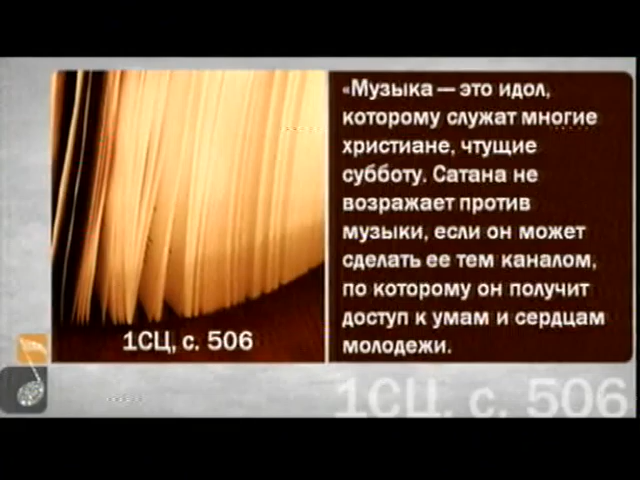 «Музыка — это идол,
которому служат многие
христиане, чтущие
субботу. Сатана не
возражает против
музыки, если он может
сделать ее тем каналом,
по которому он получит
доступ к умам и сердцам
молодежи.
1СЦ, с. 506
1СЦ, с. 506